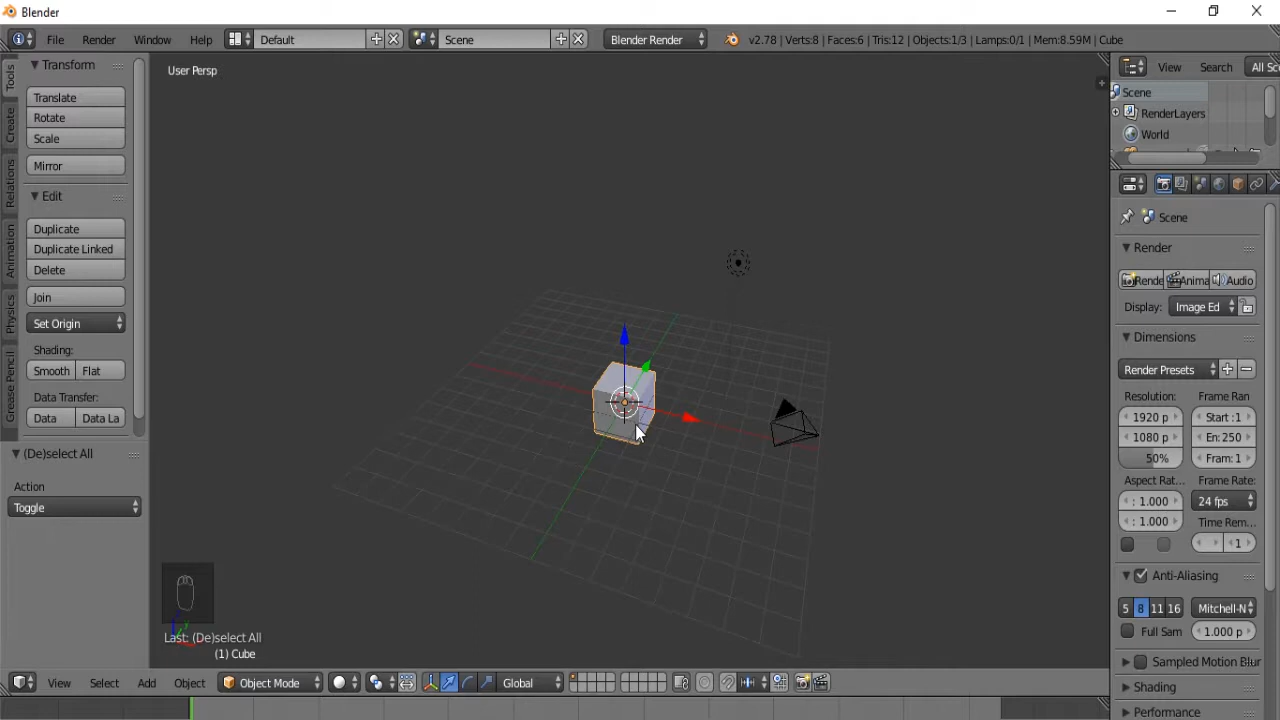 Blender
File Render Window Help Default Scene Blender Render v2.78 | Verts:8 | Faces:6 | Tris:12 | Objects:1/3 | Lamps:0/1 | Mem:8.59M | Cube
Tools
Create
Relations
Animation
Physics
Grease Pencil
Transform
Translate
Rotate
Scale
Mirror
Edit
Duplicate
Duplicate Linked
Delete
Join
Set Origin
Shading:
Smooth Flat
Data Transfer:
Data Data La
(De)select All
Action
Toggle
User Persp
Last: (De)select All
(1) Cube
View Select Add Object Object Mode Global
View Search All Sc
Scene
RenderLayers
World
Scene
Render
Rende Anima Audio
Display: Image Ed
Dimensions
Render Presets
Resolution: Frame Ran
1920 p Start :1
1080 p En: 250
50% Fram: 1
Aspect Rat... Frame Rate:
: 1.000 24 fps
: 1.000 Time Rem...
1
Anti-Aliasing
5 8 11 16 Mitchell-N
Full Sam 1.000 p
Sampled Motion Blur
Shading
Performance